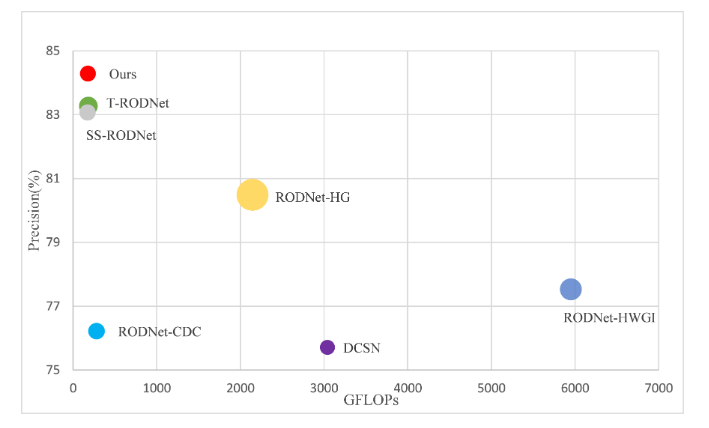 85
Ours
T-RODNet
83
SS-RODNet
81
RODNet-HG
Precision(%)
79
77
RODNet-HWGI
RODNet-CDC
DCSN
75
0 1000 2000 3000 4000 5000 6000 7000
GFLOPs